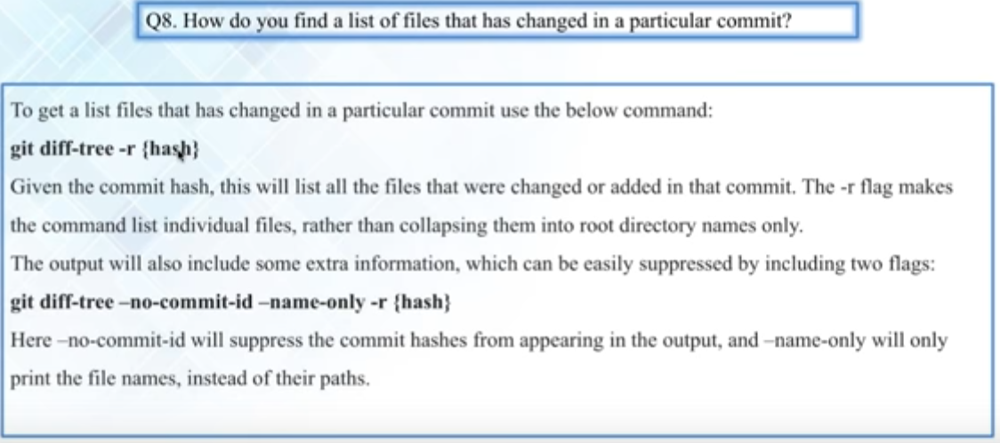 Q8. How do you find a list of files that has changed in a particular commit?
To get a list files that has changed in a particular commit use the below command:
git diff-tree -r {hash}
Given the commit hash, this will list all the files that were changed or added in that commit. The -r flag makes
the command list individual files, rather than collapsing them into root directory names only.
The output will also include some extra information, which can be easily suppressed by including two flags:
git diff-tree –no-commit-id –name-only -r {hash}
Here –no-commit-id will suppress the commit hashes from appearing in the output, and –name-only will only
print the file names, instead of their paths.